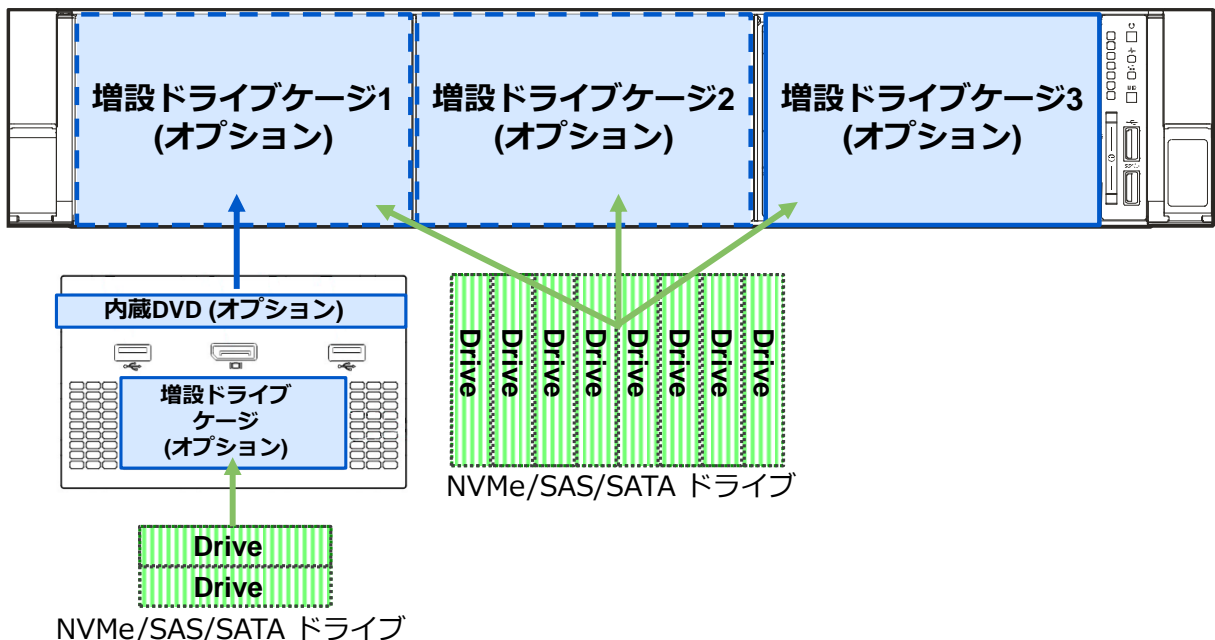 増設ドライブケージ1
(オプション)
増設ドライブケージ2
(オプション)
増設ドライブケージ3
(オプション)
内蔵DVD (オプション)
増設ドライブ
ケージ
(オプション)
Drive
Drive
NVMe/SAS/SATA ドライブ
Drive
Drive
Drive
Drive
Drive
Drive
Drive
Drive
NVMe/SAS/SATA ドライブ